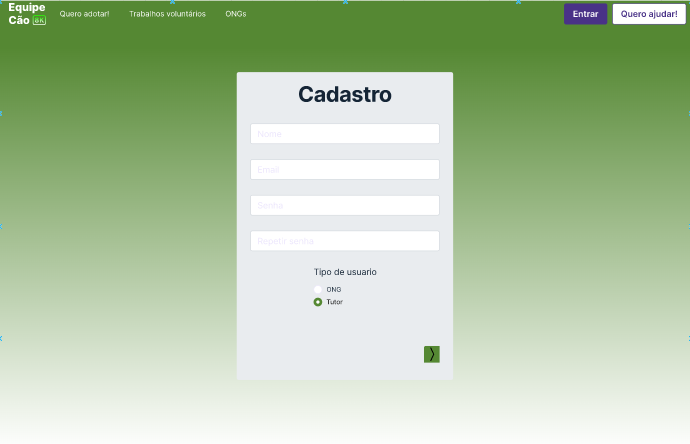 Equipe
Cão OK
Quero adotar!
Trabalhos voluntários
ONGs
Entrar
Quero ajudar!
Cadastro
Nome
Email
Senha
Repetir senha
Tipo de usuario
ONG
Tutor